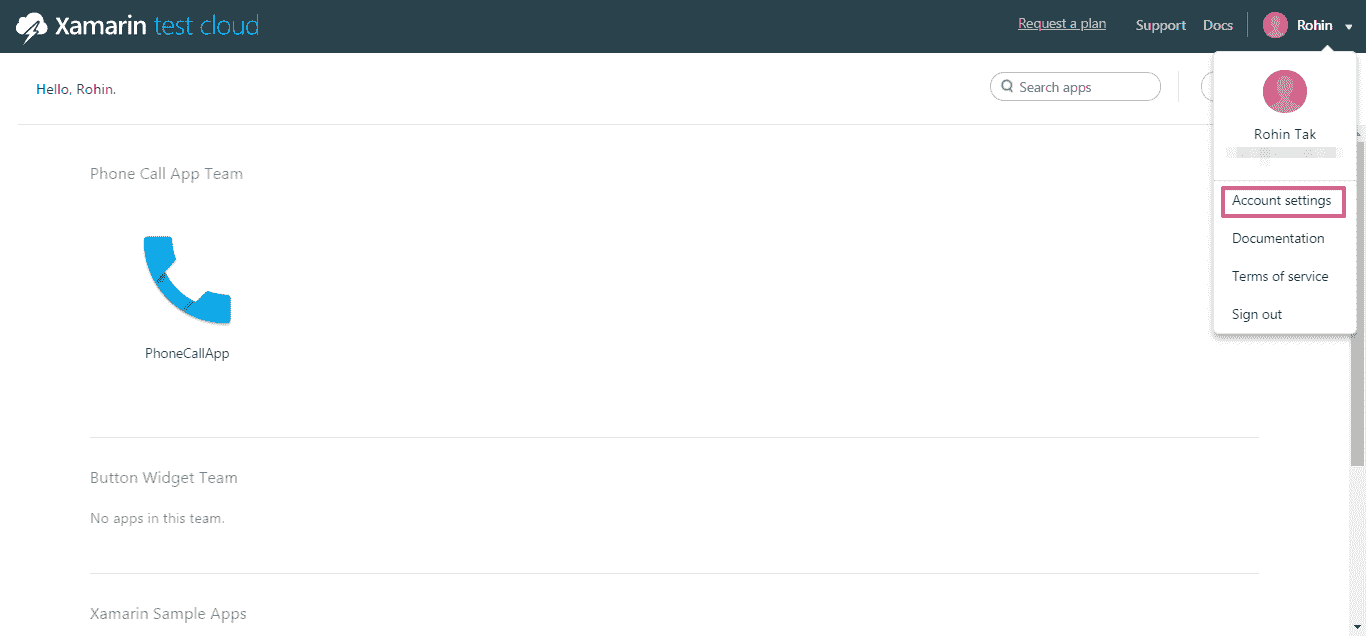 Xamarin test cloud
Request a plan
Support
Docs
Rohin
Hello, Rohin.
Search apps
Rohin Tak
Account settings
Documentation
Terms of service
Sign out
Phone Call App Team
PhoneCallApp
Button Widget Team
No apps in this team.
Xamarin Sample Apps